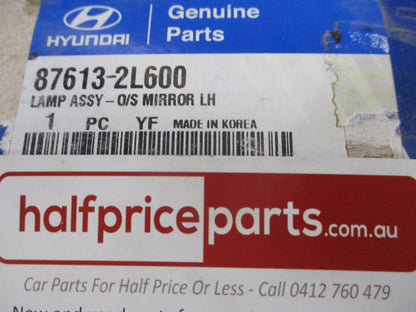 HYUNDAI
Genuine
Parts
87613-2L600
LAMP ASSY-O/S MIRROR LH
1 PC YF MADE IN KOREA
halfpriceparts.com.au
Car Parts For Half Price Or Less - Call 0412 760 479